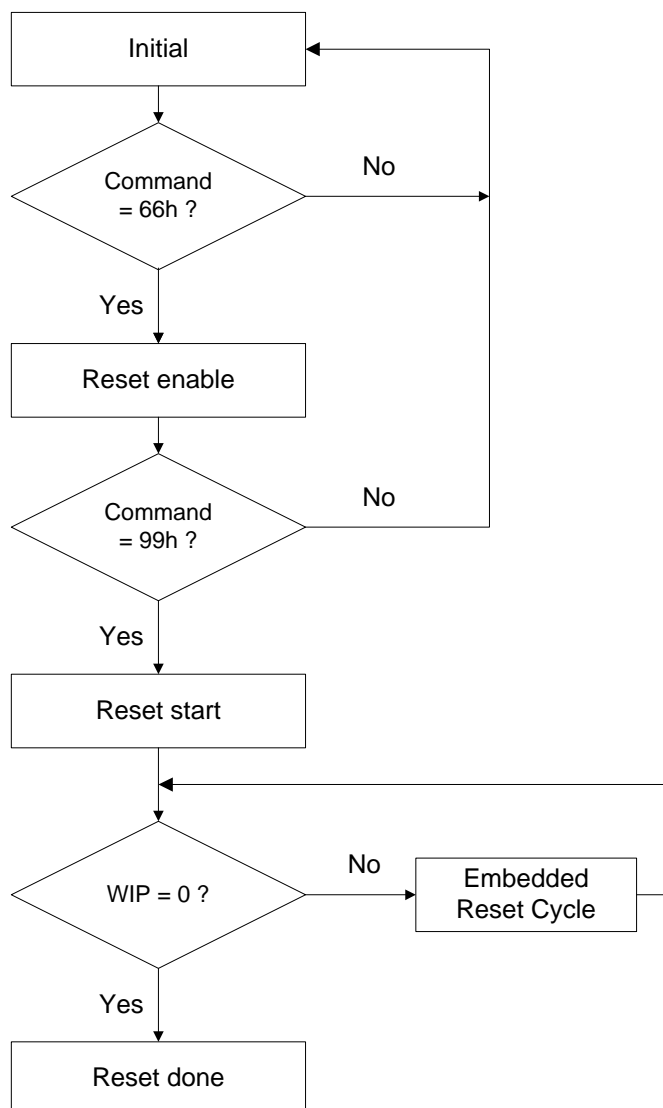 Initial
Command
= 66h ?
No
Yes
Reset enable
Command
= 99h ?
No
Yes
Reset start
WIP = 0 ?
No
Embedded
Reset Cycle
Yes
Reset done